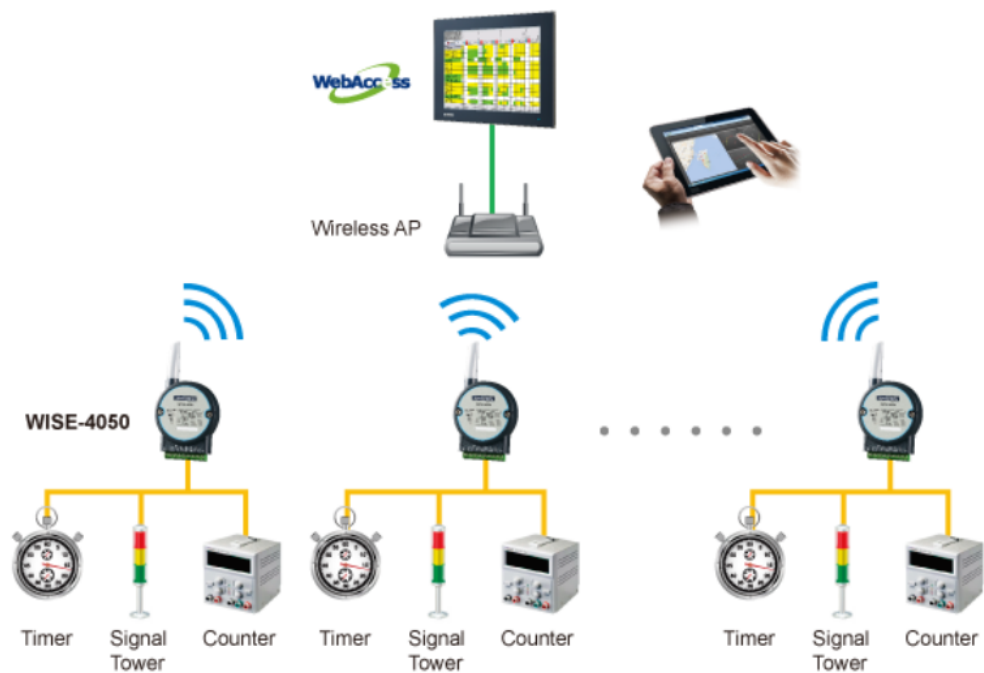 WebAccess
Wireless AP
WISE-4050
Timer
Signal
Tower
Counter
Timer
Signal
Tower
Counter
Timer
Signal
Tower
Counter